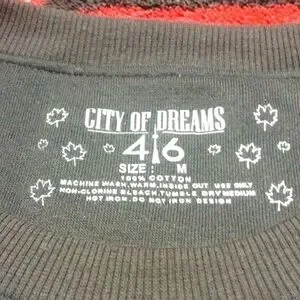 CITY OF DREAMS
416
SIZE : M
100% COTTON
MACHINE WASH, WARM, INSIDE OUT USE ONLY
NON-CLORINE BLEACH, TUMBLE DRY MEDIUM
HOT IRON. DO NOT IRON DESIGN